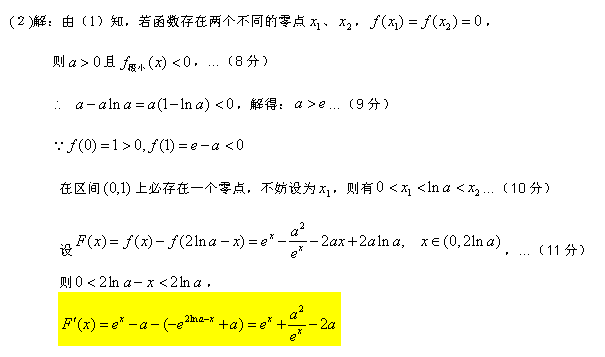 (2)解：由（1）知，若函数存在两个不同的零点 x₁、x₂，f(x₁)=f(x₂)=0，
则 a>0 且 f极小(x)<0，…（8分）
∴ a−a ln a=a(1−ln a)<0，解得：a>e…（9分）
∵ f(0)=1>0, f(1)=e−a<0
在区间 (0,1) 上必存在一个零点，不妨设为 x₁，则有 0<x₁<ln a<x₂…（10分）
设 F(x)=f(x)−f(2ln a−x)=eˣ−a²/eˣ−2ax+2a ln a, x∈(0,2ln a)，…（11分）
则 0<2ln a−x<2ln a，
F′(x)=eˣ−a−(−e^(2ln a−x)+a)=eˣ+a²/eˣ−2a